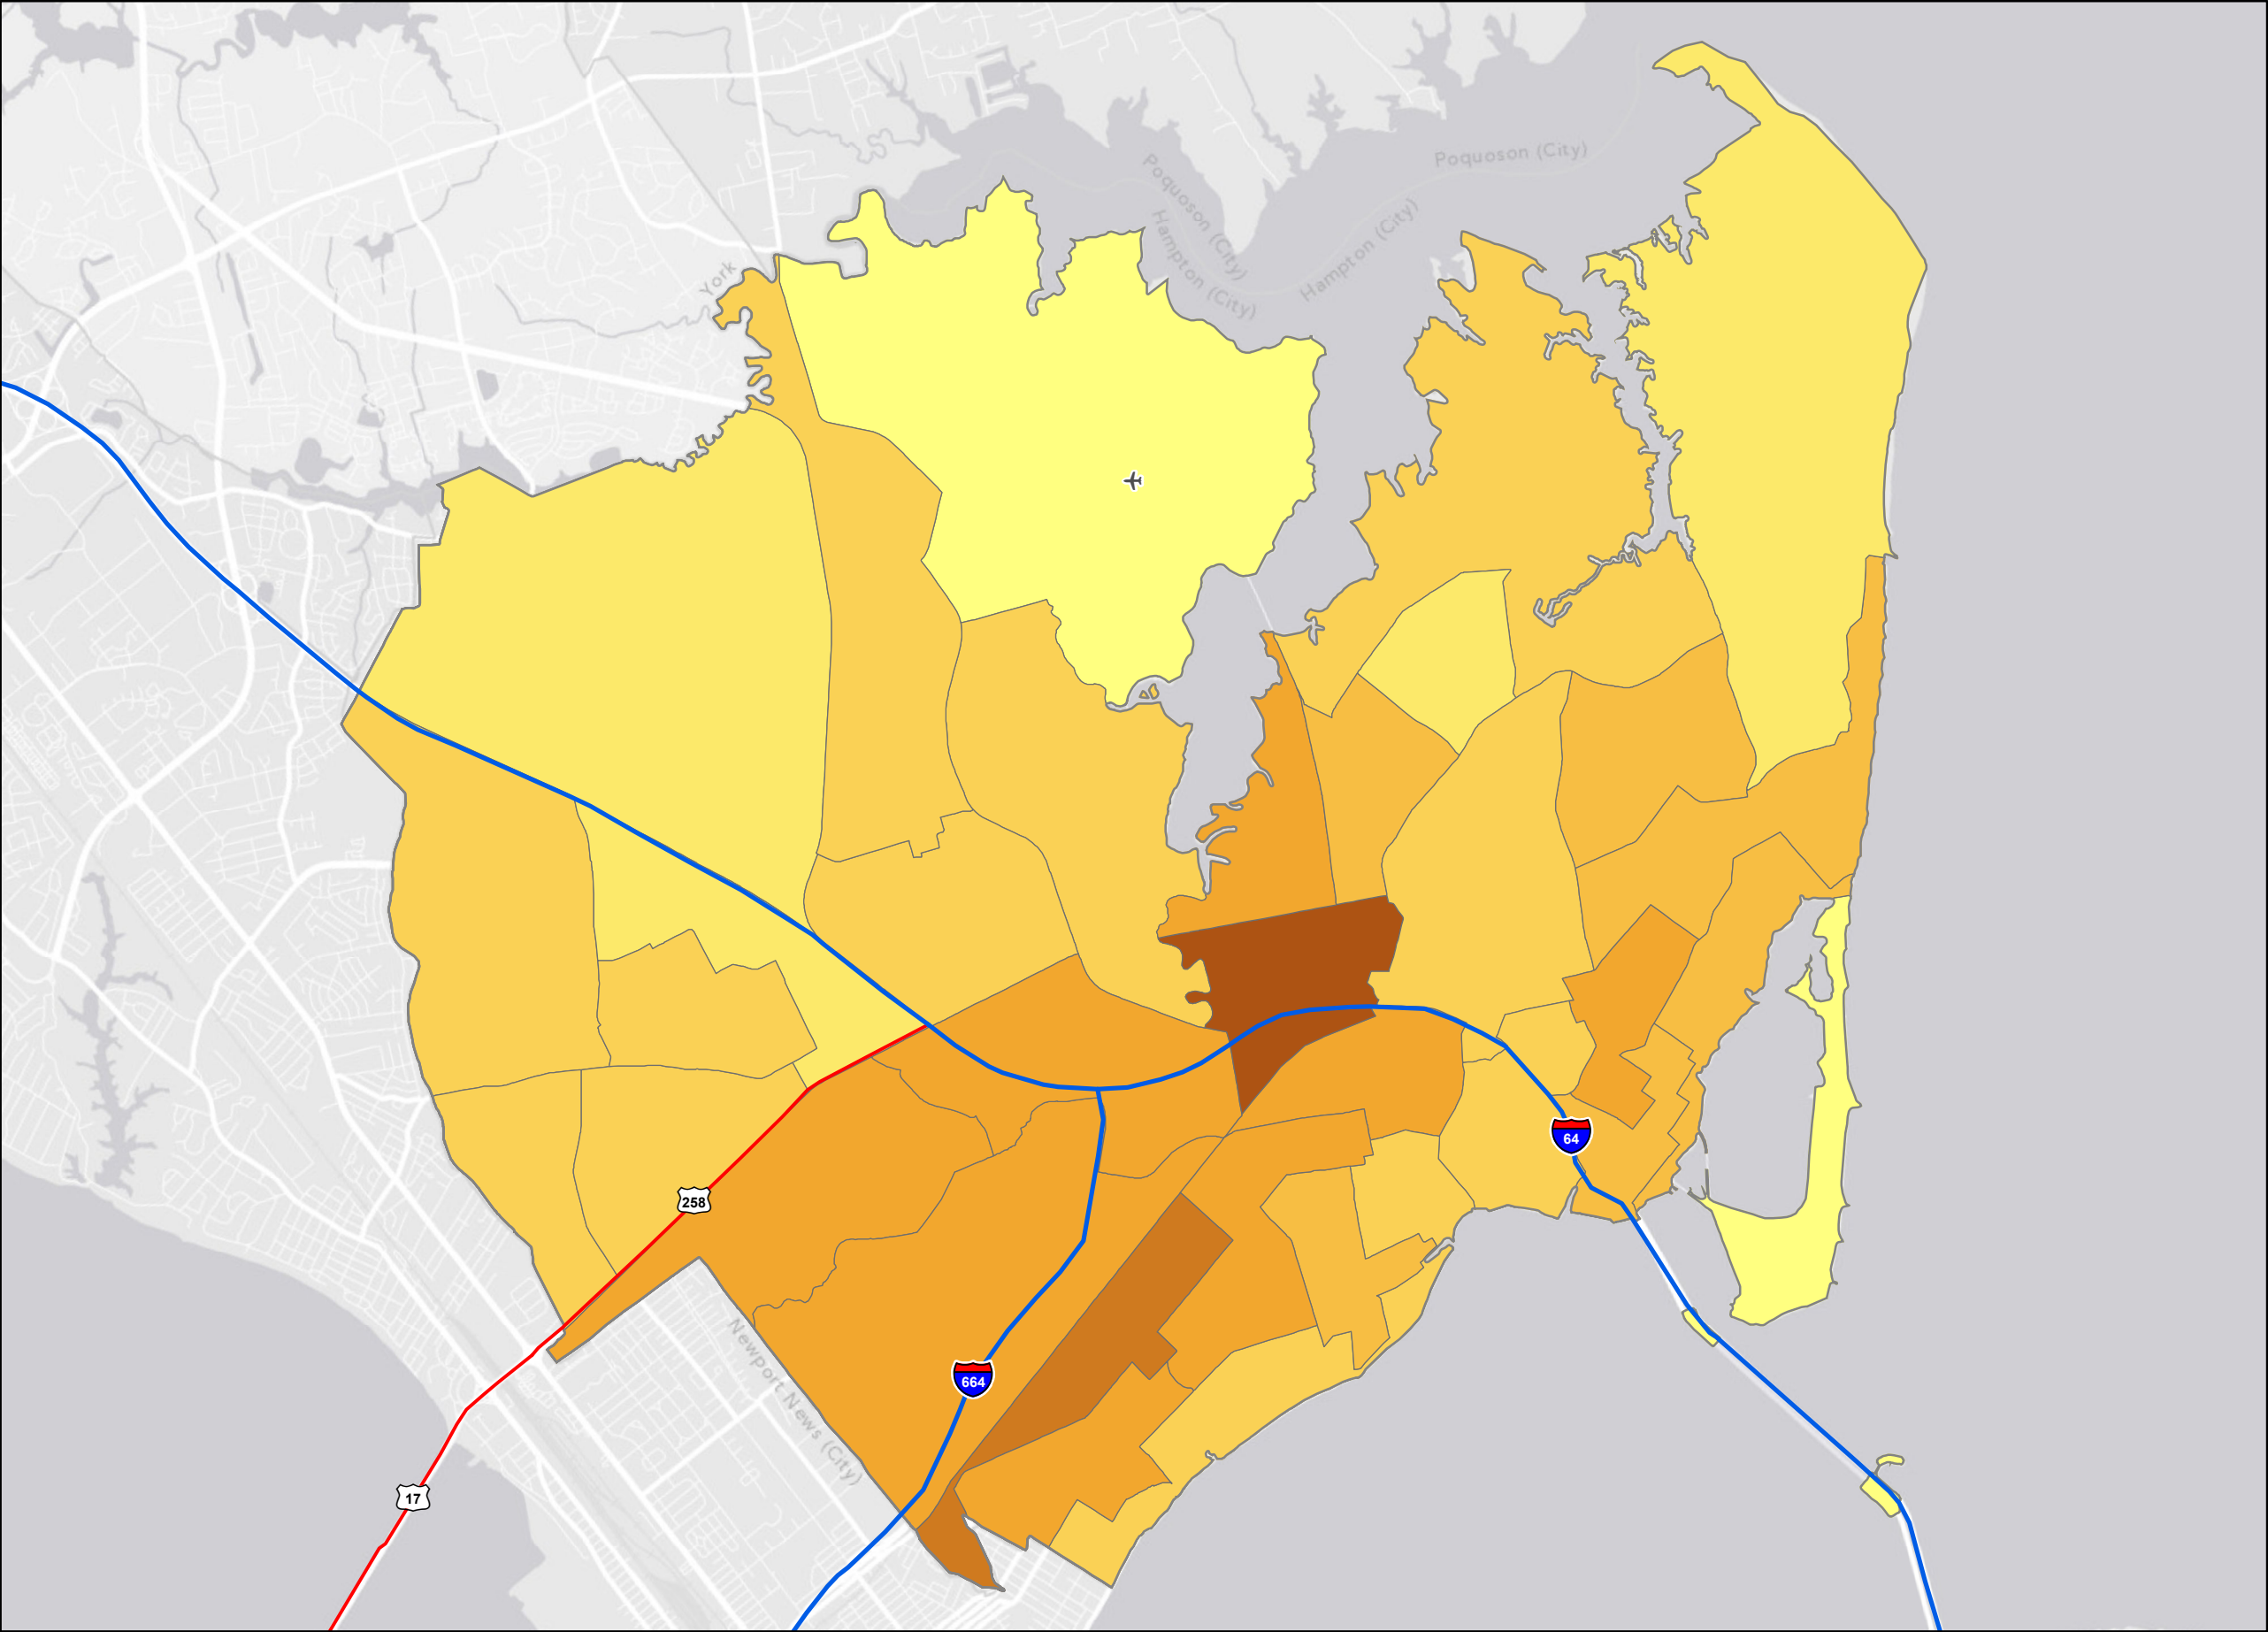 Poquoson (City)
Poquoson (City)
Hampton (City)
Hampton (City)
York
64
258
Newport News (City)
664
17